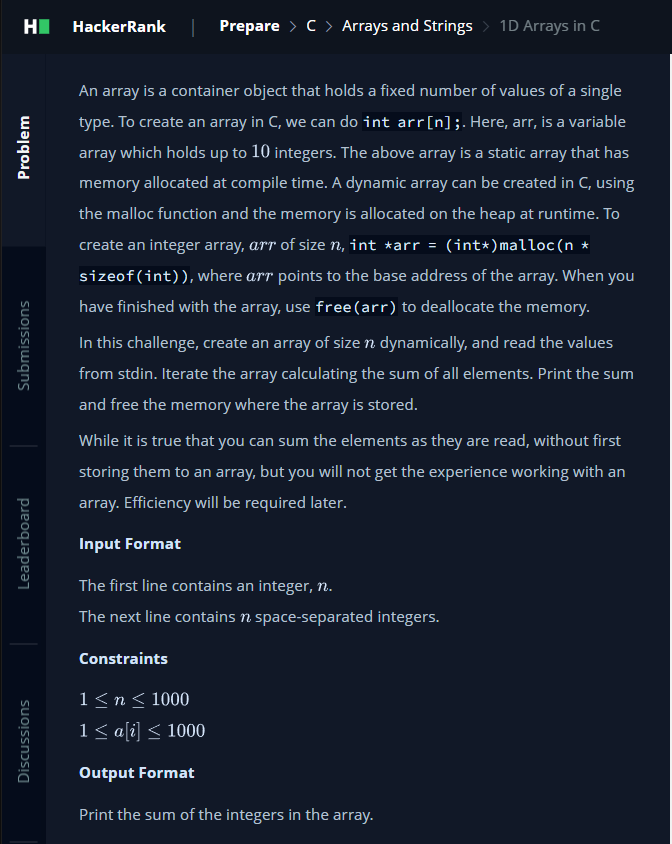 HackerRank | Prepare > C > Arrays and Strings > 1D Arrays in C
Problem
Submissions
Leaderboard
Discussions
An array is a container object that holds a fixed number of values of a single
type. To create an array in C, we can do int arr[n];. Here, arr, is a variable
array which holds up to 10 integers. The above array is a static array that has
memory allocated at compile time. A dynamic array can be created in C, using
the malloc function and the memory is allocated on the heap at runtime. To
create an integer array, arr of size n, int *arr = (int*)malloc(n *
sizeof(int)), where arr points to the base address of the array. When you
have finished with the array, use free(arr) to deallocate the memory.
In this challenge, create an array of size n dynamically, and read the values
from stdin. Iterate the array calculating the sum of all elements. Print the sum
and free the memory where the array is stored.
While it is true that you can sum the elements as they are read, without first
storing them to an array, but you will not get the experience working with an
array. Efficiency will be required later.
Input Format
The first line contains an integer, n.
The next line contains n space-separated integers.
Constraints
1 ≤ n ≤ 1000
1 ≤ a[i] ≤ 1000
Output Format
Print the sum of the integers in the array.